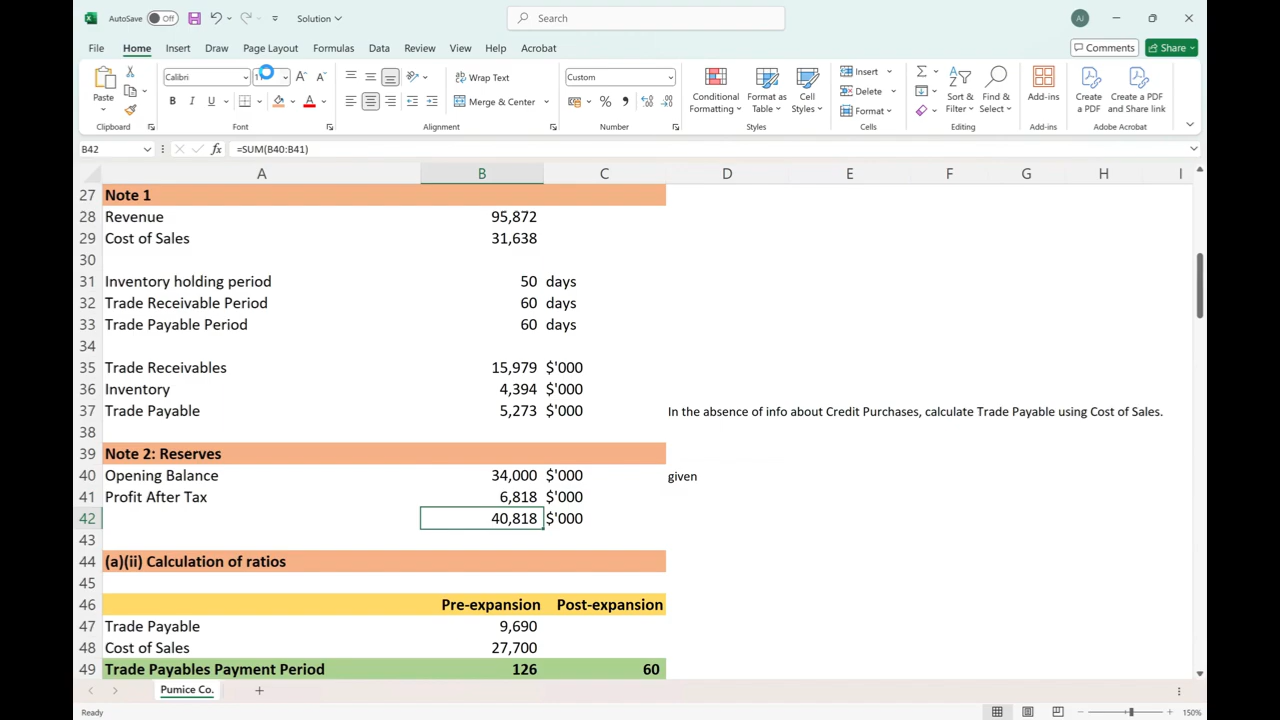 AutoSave Off Solution Search AJ
File Home Insert Draw Page Layout Formulas Data Review View Help Acrobat Comments Share
Paste Calibri B I U Wrap Text Merge & Center Custom % Conditional Formatting Format as Table Cell Styles Insert Delete Format Sort & Filter Find & Select Add-ins Create a PDF Create a PDF and Share link
Clipboard Font Alignment Number Styles Cells Editing Add-ins Adobe Acrobat
B42 fx =SUM(B40:B41)
A B C D E F G H I
27 Note 1
28 Revenue 95,872
29 Cost of Sales 31,638
30
31 Inventory holding period 50 days
32 Trade Receivable Period 60 days
33 Trade Payable Period 60 days
34
35 Trade Receivables 15,979 $'000
36 Inventory 4,394 $'000
37 Trade Payable 5,273 $'000 In the absence of info about Credit Purchases, calculate Trade Payable using Cost of Sales.
38
39 Note 2: Reserves
40 Opening Balance 34,000 $'000 given
41 Profit After Tax 6,818 $'000
42 40,818 $'000
43
44 (a)(ii) Calculation of ratios
45
46 Pre-expansion Post-expansion
47 Trade Payable 9,690
48 Cost of Sales 27,700
49 Trade Payables Payment Period 126 60
Pumice Co.
Ready 150%